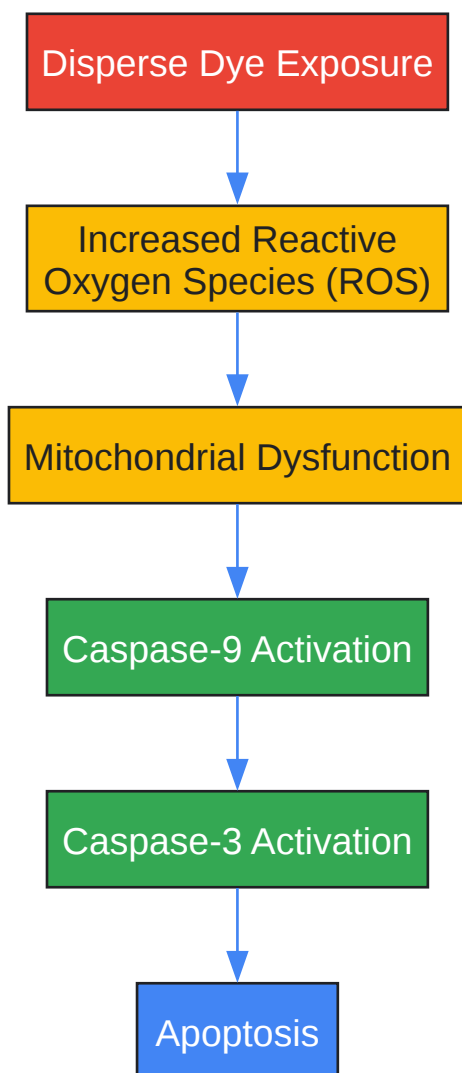 Disperse Dye Exposure
Increased Reactive
Oxygen Species (ROS)
Mitochondrial Dysfunction
Caspase-9 Activation
Caspase-3 Activation
Apoptosis